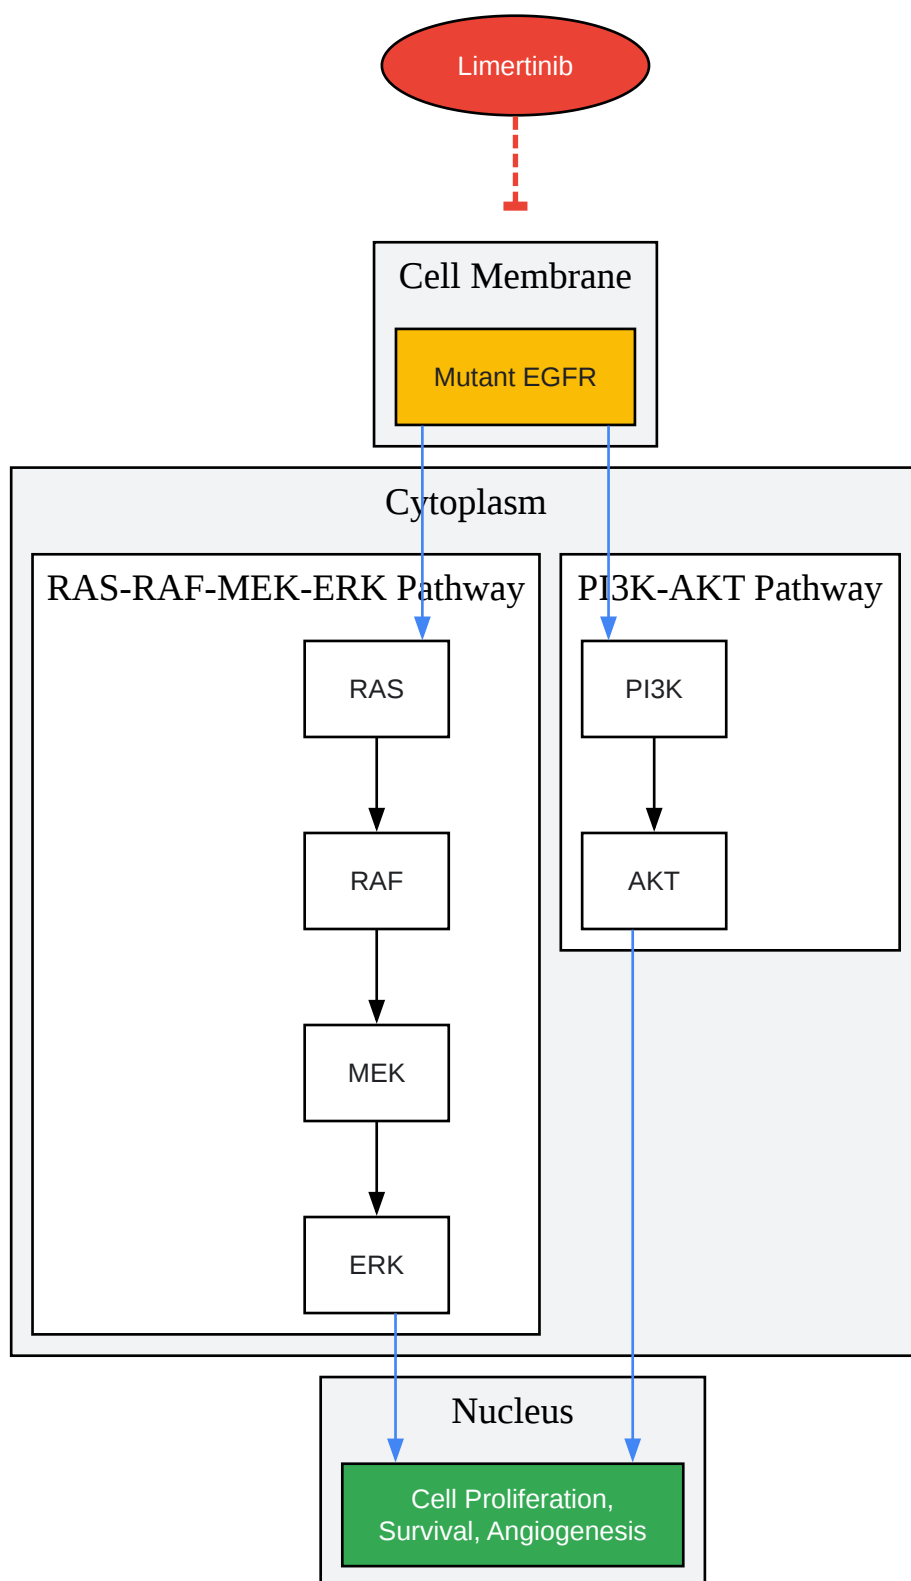 Limertinib
Cell Membrane
Mutant EGFR
Cytoplasm
RAS-RAF-MEK-ERK Pathway
PI3K-AKT Pathway
RAS
PI3K
RAF
AKT
MEK
ERK
Nucleus
Cell Proliferation,
Survival, Angiogenesis